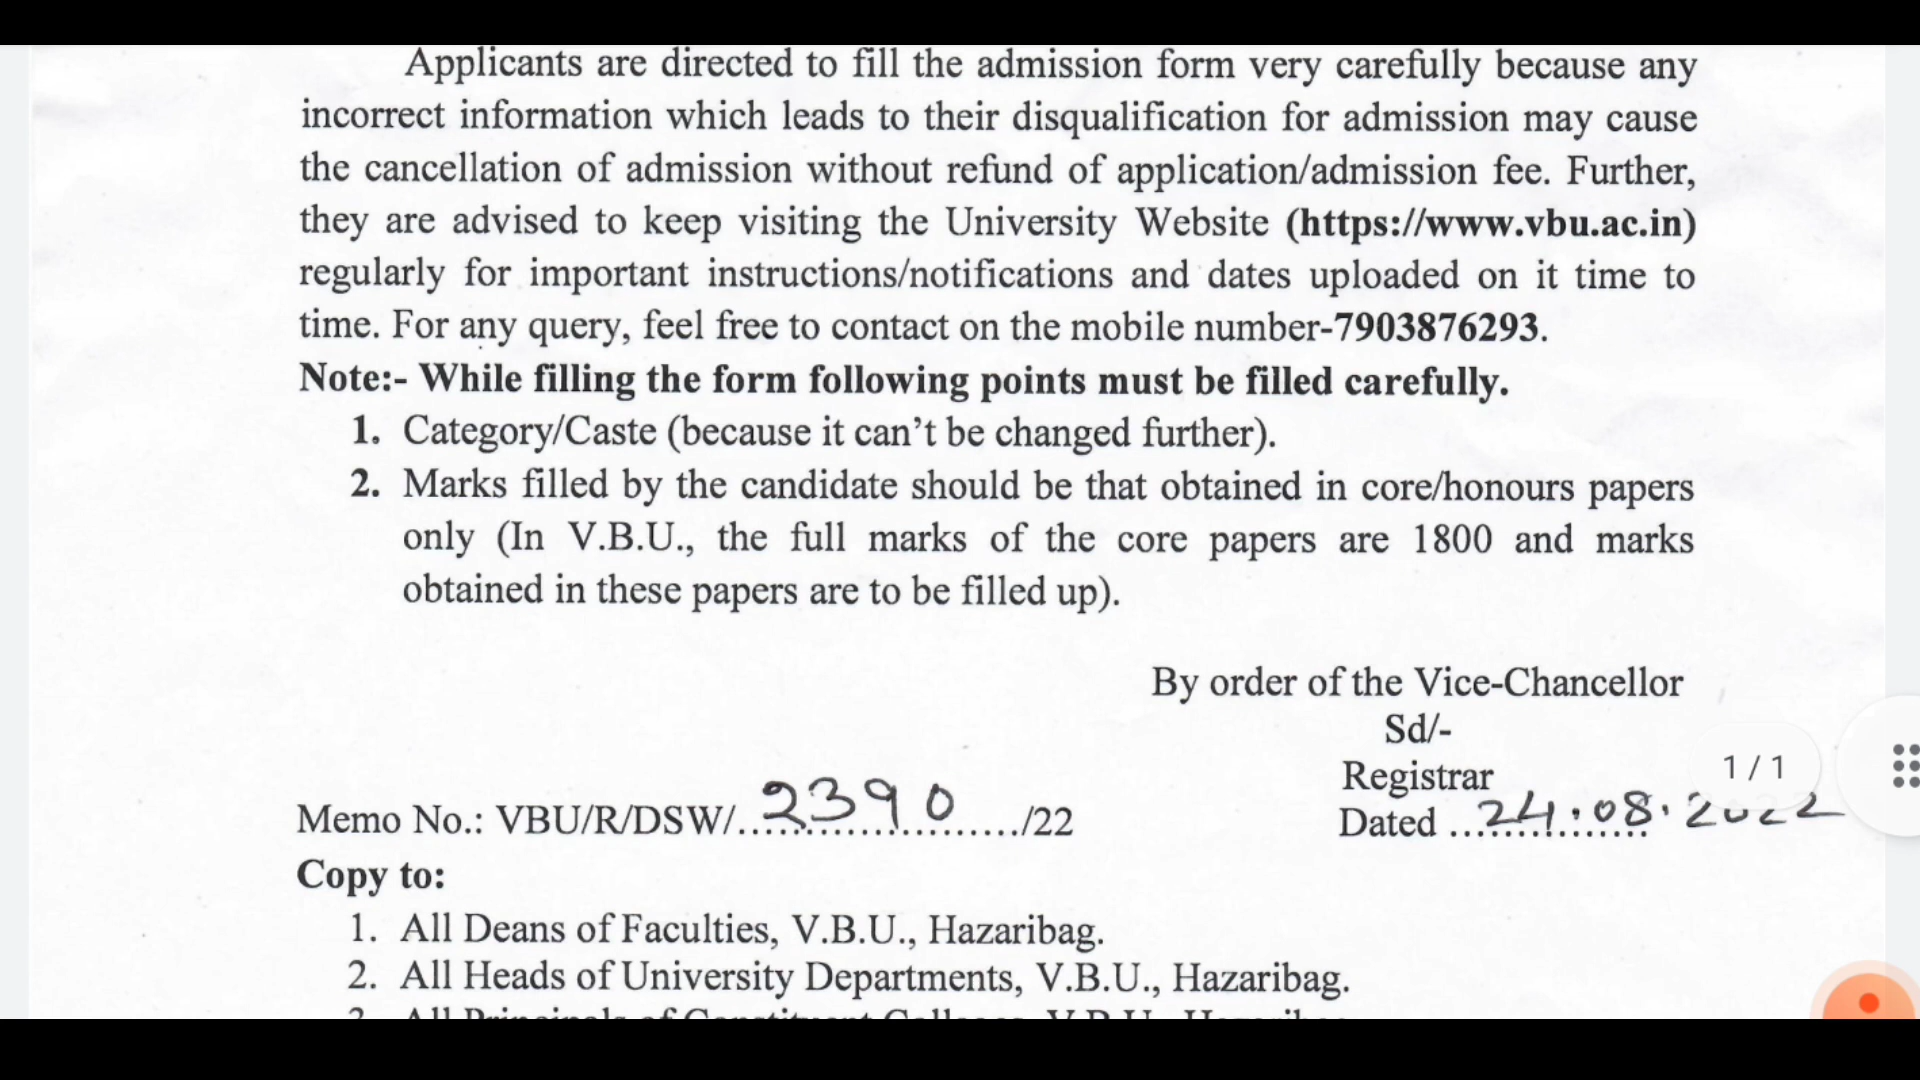 Applicants are directed to fill the admission form very carefully because any
incorrect information which leads to their disqualification for admission may cause
the cancellation of admission without refund of application/admission fee. Further,
they are advised to keep visiting the University Website (https://www.vbu.ac.in)
regularly for important instructions/notifications and dates uploaded on it time to
time. For any query, feel free to contact on the mobile number-7903876293.
Note:- While filling the form following points must be filled carefully.
1. Category/Caste (because it can't be changed further).
2. Marks filled by the candidate should be that obtained in core/honours papers
only (In V.B.U., the full marks of the core papers are 1800 and marks
obtained in these papers are to be filled up).
By order of the Vice-Chancellor
Sd/-
Registrar
1 / 1
Memo No.: VBU/R/DSW/...2390....../22
Dated ...24.08.2022
Copy to:
1. All Deans of Faculties, V.B.U., Hazaribag.
2. All Heads of University Departments, V.B.U., Hazaribag.